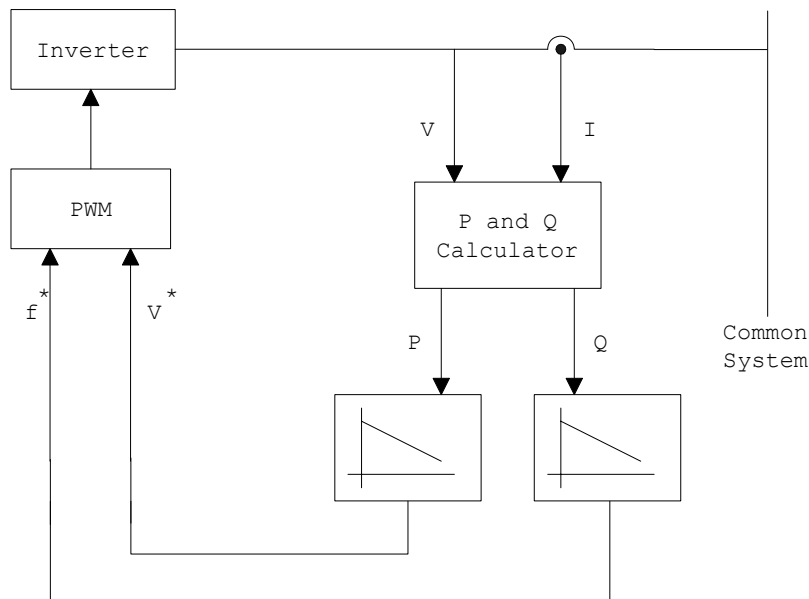 Inverter
V
I
PWM
P and Q
Calculator
f*
V*
P
Q
Common
System